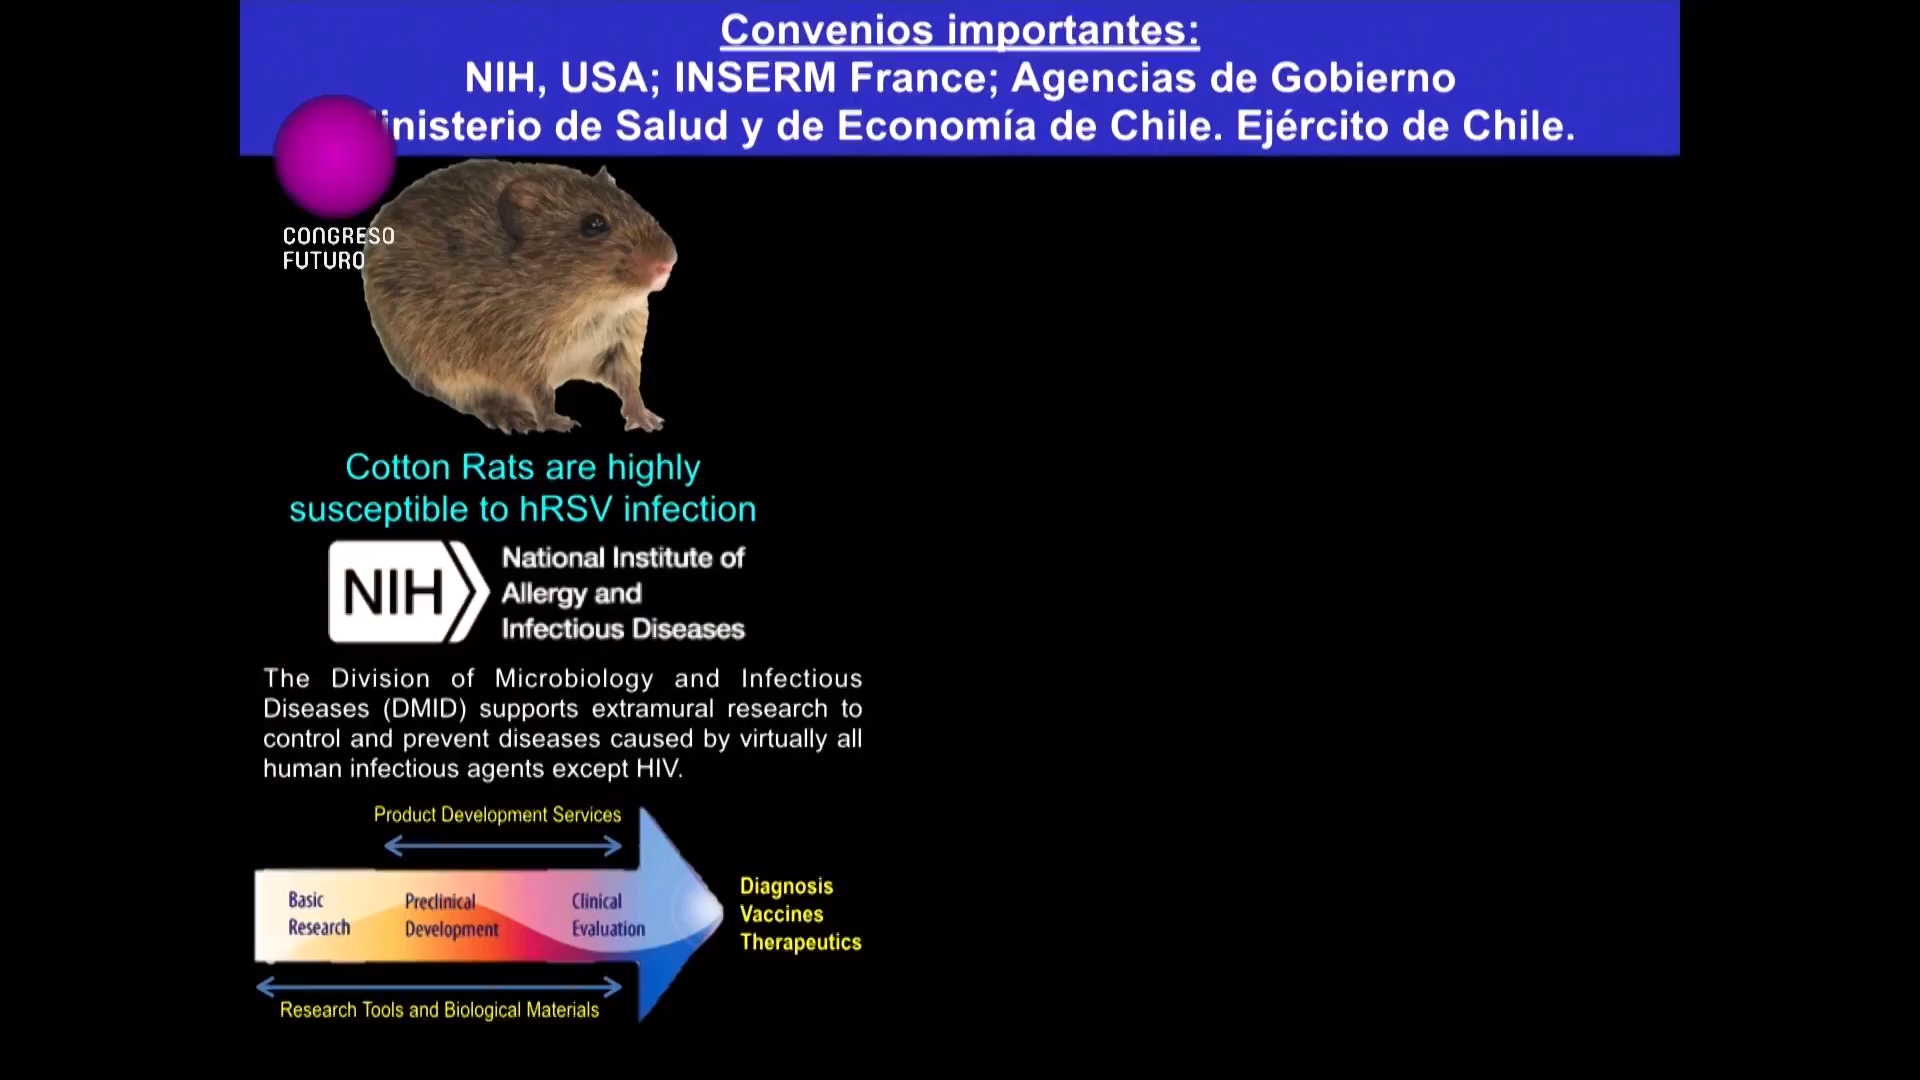 Convenios importantes:
NIH, USA; INSERM France; Agencias de Gobierno
inisterio de Salud y de Economía de Chile. Ejército de Chile.
CONGRESO
FUTURO
Cotton Rats are highly
susceptible to hRSV infection
NIH
National Institute of
Allergy and
Infectious Diseases
The Division of Microbiology and Infectious
Diseases (DMID) supports extramural research to
control and prevent diseases caused by virtually all
human infectious agents except HIV.
Product Development Services
Basic
Research
Preclinical
Development
Clinical
Evaluation
Diagnosis
Vaccines
Therapeutics
Research Tools and Biological Materials